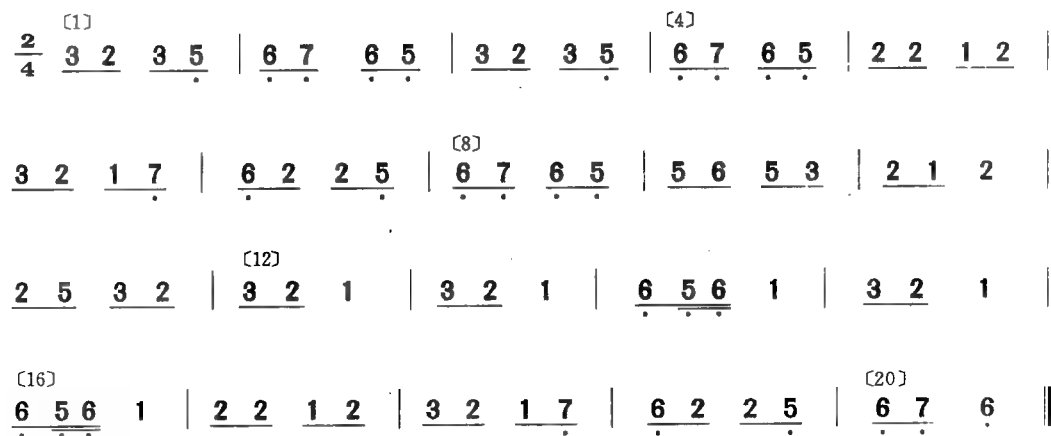 〔1〕 〔4〕
2/4 3 2 3 5̣ | 6̣ 7̣ 6̣ 5̣ | 3 2 3 5̣ | 6̣ 7̣ 6̣ 5̣ | 2 2 1 2 |
〔8〕
3 2 1 7̣ | 6̣ 2 2 5̣ | 6̣ 7̣ 6̣ 5̣ | 5 6 5 3 | 2 1 2
〔12〕
2 5 3 2 | 3 2 1 | 3 2 1 | 6̣ 5̣ 6̣ 1 | 3 2 1 |
〔16〕 〔20〕
6̣ 5̣ 6̣ 1 | 2 2 1 2 | 3 2 1 7̣ | 6̣ 2 2 5̣ | 6̣ 7̣ 6̣ ‖